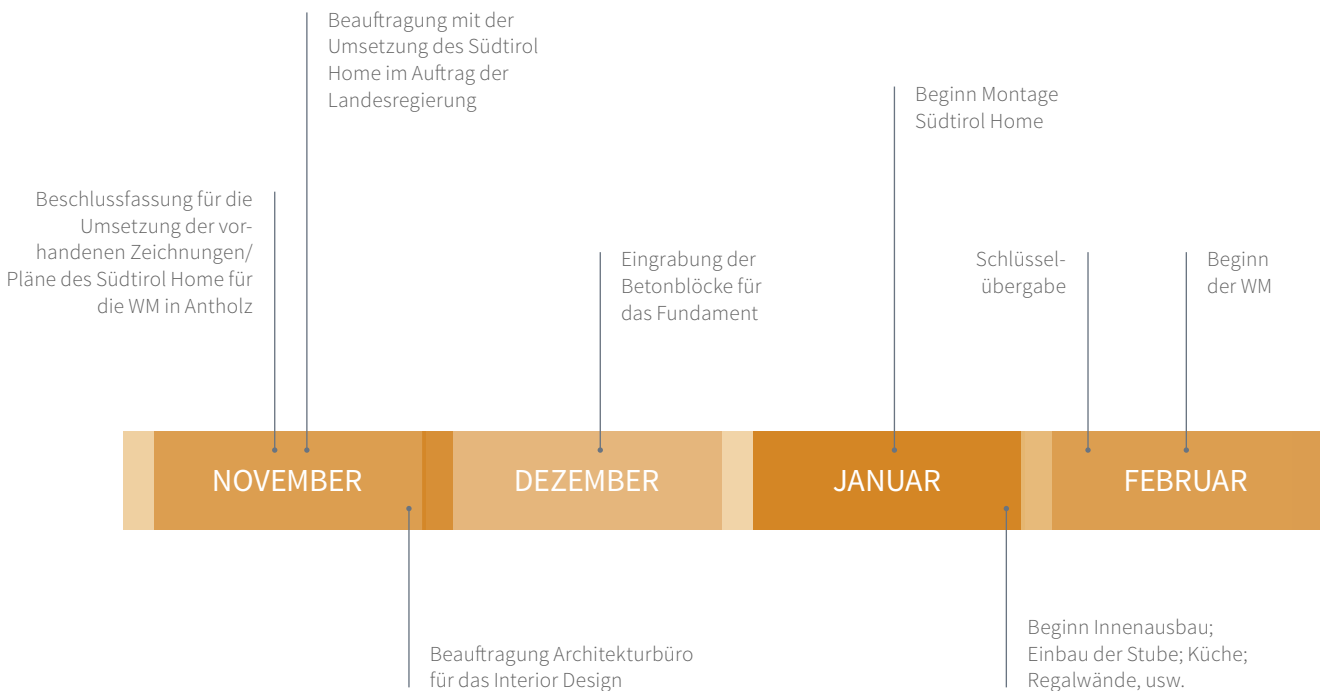 Beauftragung mit der
Umsetzung des Südtirol
Home im Auftrag der
Landesregierung
Beginn Montage
Südtirol Home
Beschlussfassung für die
Umsetzung der vor-
handenen Zeichnungen/
Pläne des Südtirol Home für
die WM in Antholz
Eingrabung der
Betonblöcke für
das Fundament
Schlüssel-
übergabe
Beginn
der WM
NOVEMBER
DEZEMBER
JANUAR
FEBRUAR
Beauftragung Architekturbüro
für das Interior Design
Beginn Innenausbau;
Einbau der Stube; Küche;
Regalwände, usw.